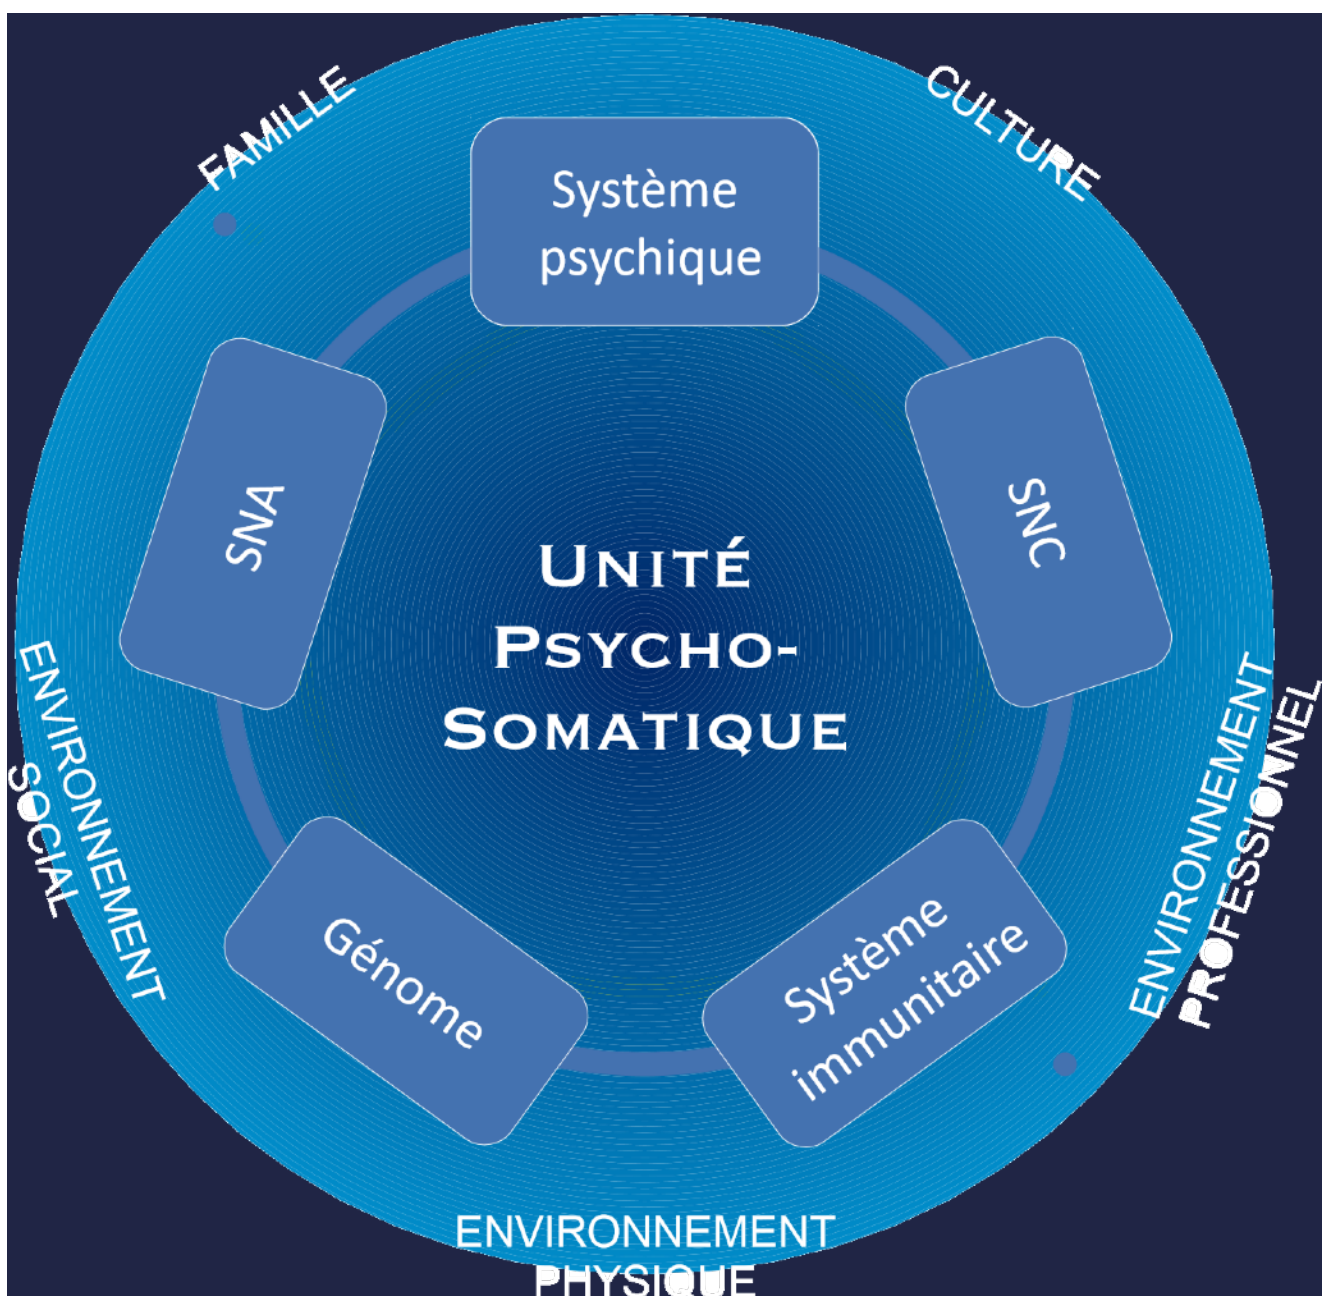 FAMILLE
CULTURE
Système
psychique
SNA
SNC
UNITÉ
PSYCHO-
SOMATIQUE
ENVIRONNEMENT
SOCIAL
ENVIRONNEMENT
PROFESSIONNEL
Génome
Système
immunitaire
ENVIRONNEMENT
PHYSIQUE